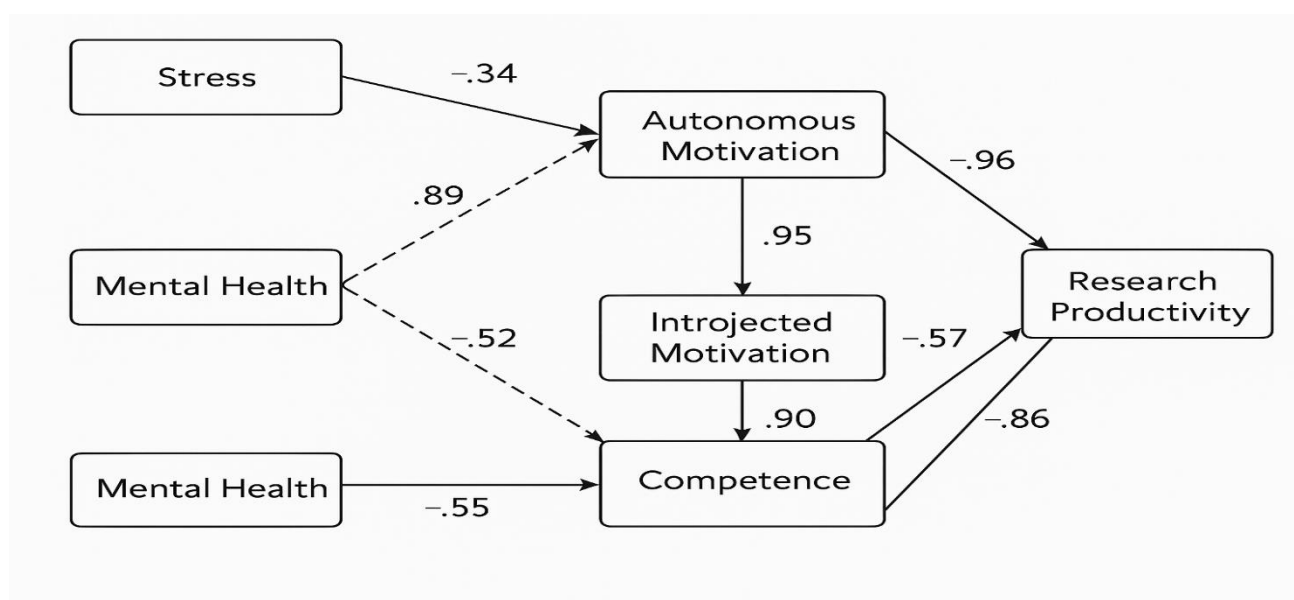 Stress
-.34
Autonomous
Motivation
-.96
.89
.95
Mental Health
Research
Productivity
Introjected
Motivation
-.57
-.52
.90
-.86
Competence
Mental Health
-.55